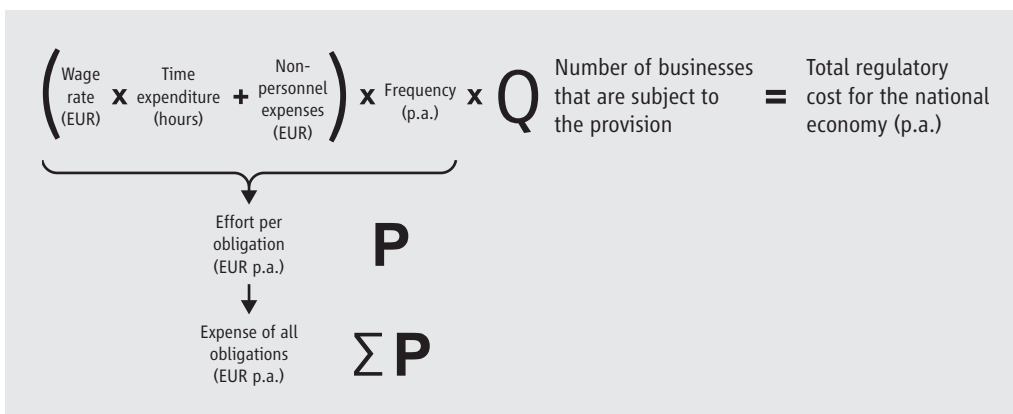 Wage
rate
(EUR)
x
Time
expenditure
(hours)
+
Non-
personnel
expenses
(EUR)
x
Frequency
(p.a.)
x
Q
Number of businesses
that are subject to
the provision
=
Total regulatory
cost for the national
economy (p.a.)
Effort per
obligation
(EUR p.a.)
P
Expense of all
obligations
(EUR p.a.)
∑ P